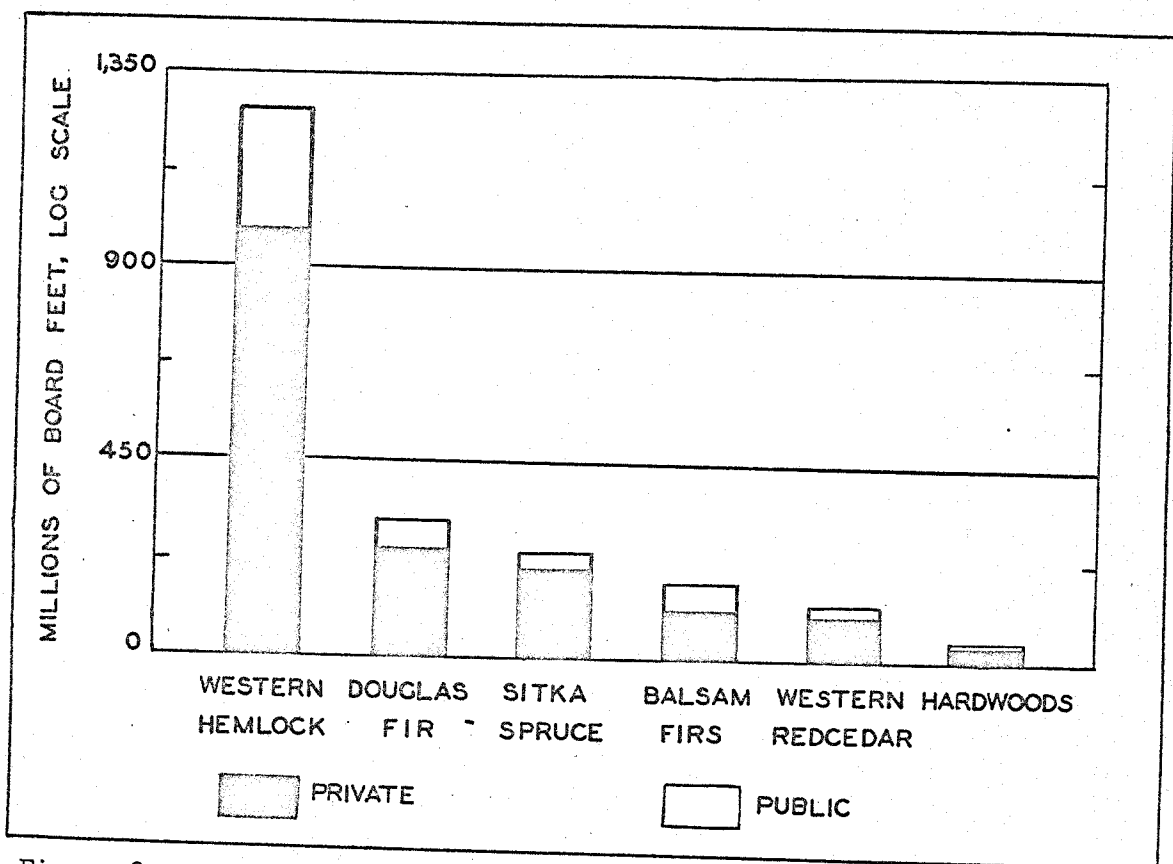 MILLIONS OF BOARD FEET, LOG SCALE
1,350
900
450
0
WESTERN HEMLOCK
DOUGLAS FIR
SITKA SPRUCE
BALSAM FIRS
WESTERN REDCEDAR
HARDWOODS
PRIVATE
PUBLIC